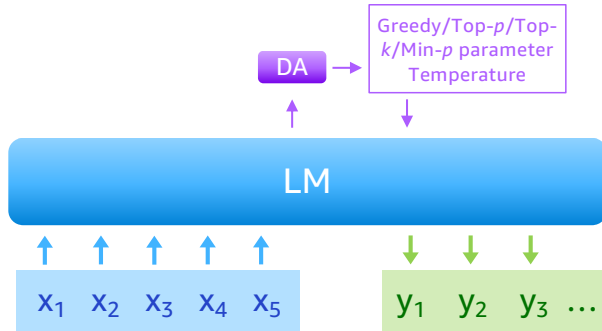 Greedy/Top-p/Top-
k/Min-p parameter
Temperature
DA
LM
x1 x2 x3 x4 x5
y1 y2 y3 ...